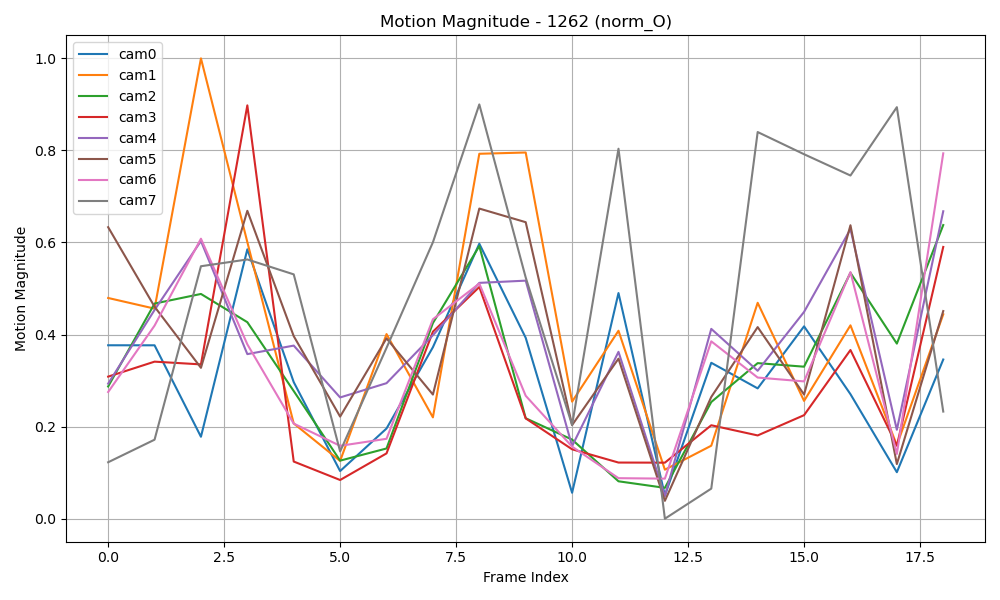 Motion Magnitude - 1262 (norm_O)
cam0
cam1
cam2
cam3
cam4
cam5
cam6
cam7
1.0
0.8
0.6
0.4
0.2
0.0
Motion Magnitude
0.0 2.5 5.0 7.5 10.0 12.5 15.0 17.5
Frame Index